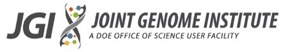 JGI JOINT GENOME INSTITUTE
A DOE OFFICE OF SCIENCE USER FACILITY